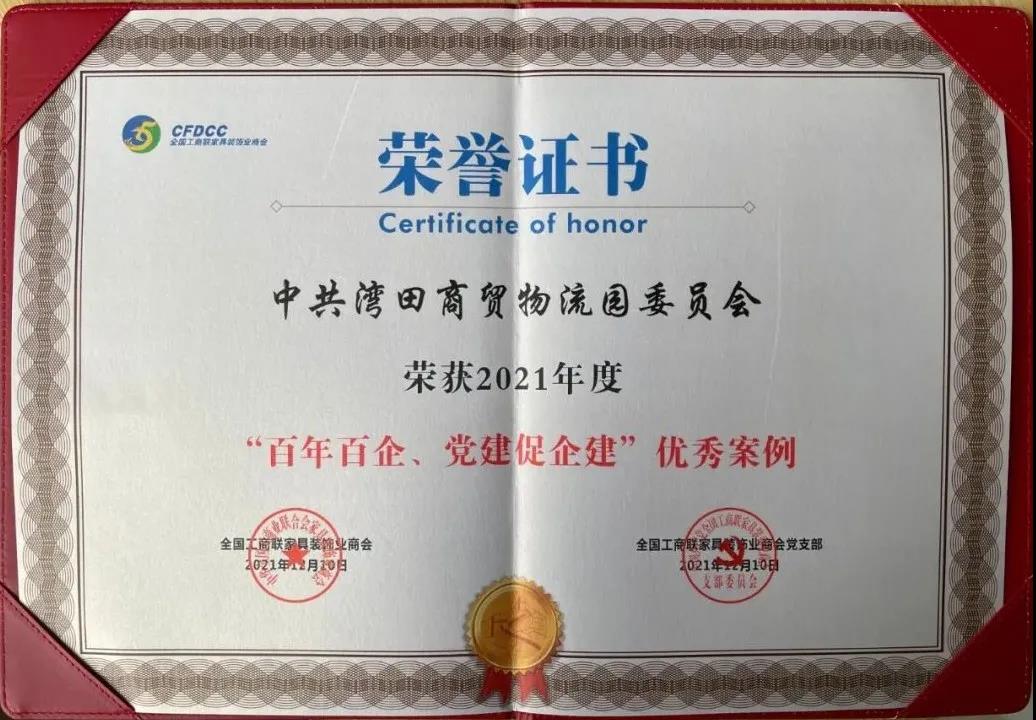 CFDCC
全国工商联家具装饰业商会
荣誉证书
Certificate of honor
中共湾田商贸物流园委员会
荣获2021年度
“百年百企、党建促企建”优秀案例
全国工商联家具装饰业商会
2021年12月10日
全国工商联家具装饰业商会党支部
2021年12月10日
支部委员会